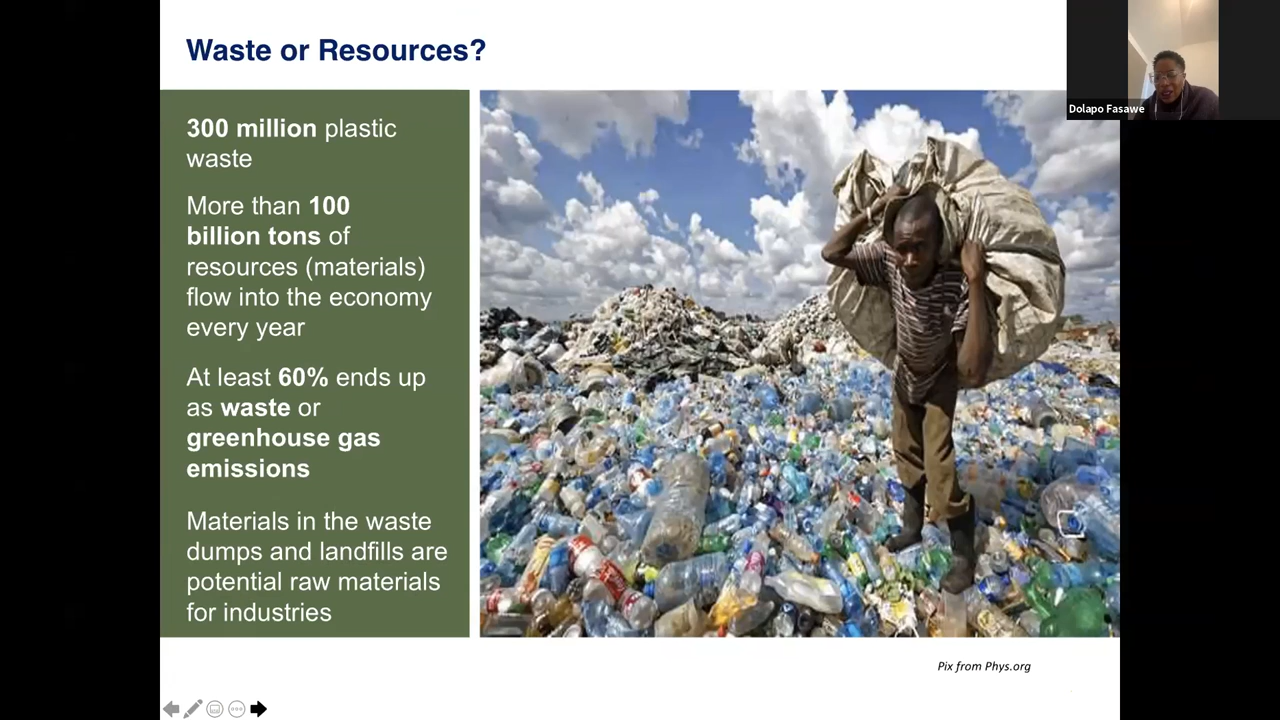 Waste or Resources?
Dolapo Fasawe
300 million plastic
waste
More than 100
billion tons of
resources (materials)
flow into the economy
every year
At least 60% ends up
as waste or
greenhouse gas
emissions
Materials in the waste
dumps and landfills are
potential raw materials
for industries
Pix from Phys.org